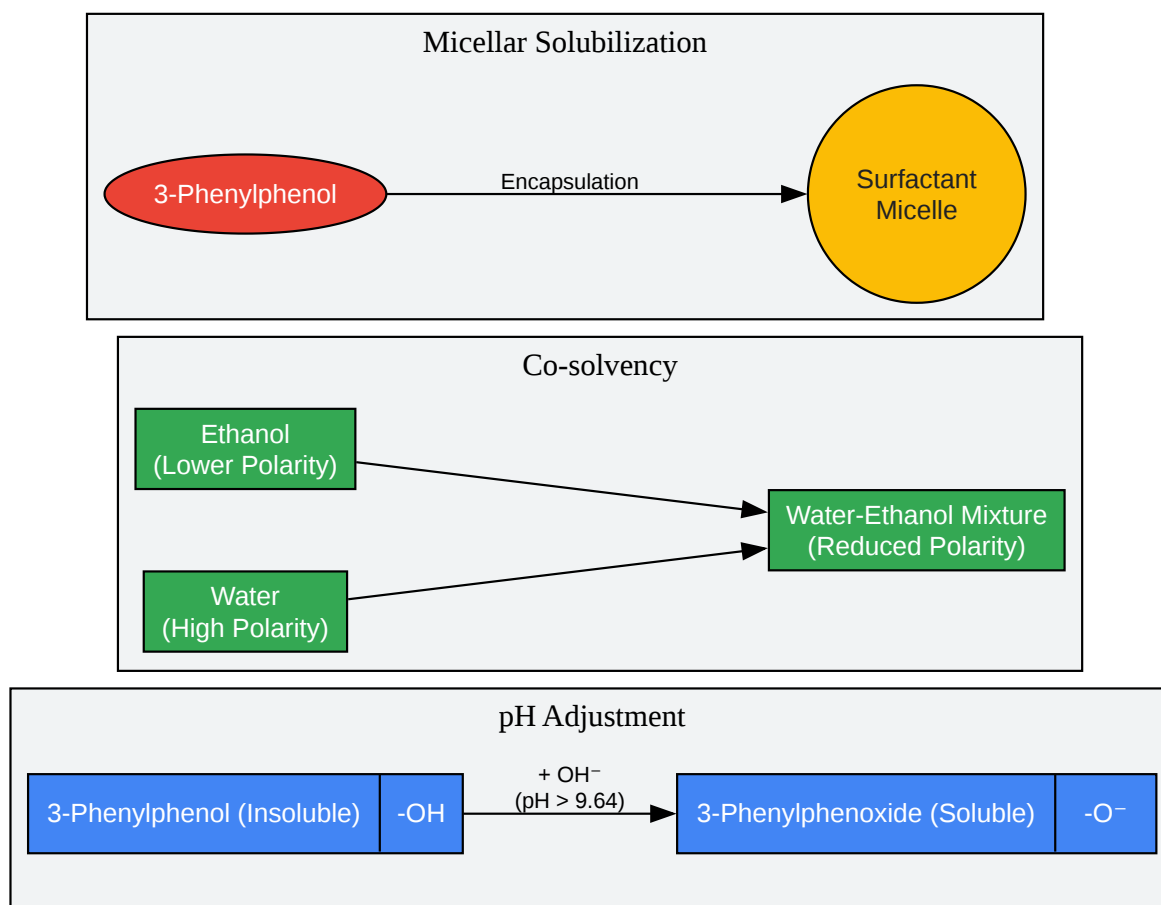 Micellar Solubilization
3-Phenylphenol
Encapsulation
Surfactant
Micelle
Co-solvency
Ethanol
(Lower Polarity)
Water
(High Polarity)
Water-Ethanol Mixture
(Reduced Polarity)
pH Adjustment
3-Phenylphenol (Insoluble)
-OH
+ OH⁻
(pH > 9.64)
3-Phenylphenoxide (Soluble)
-O⁻